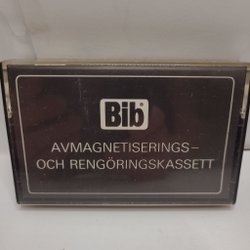 Bib
AVMAGNETISERINGS–
OCH RENGÖRINGSKASSETT